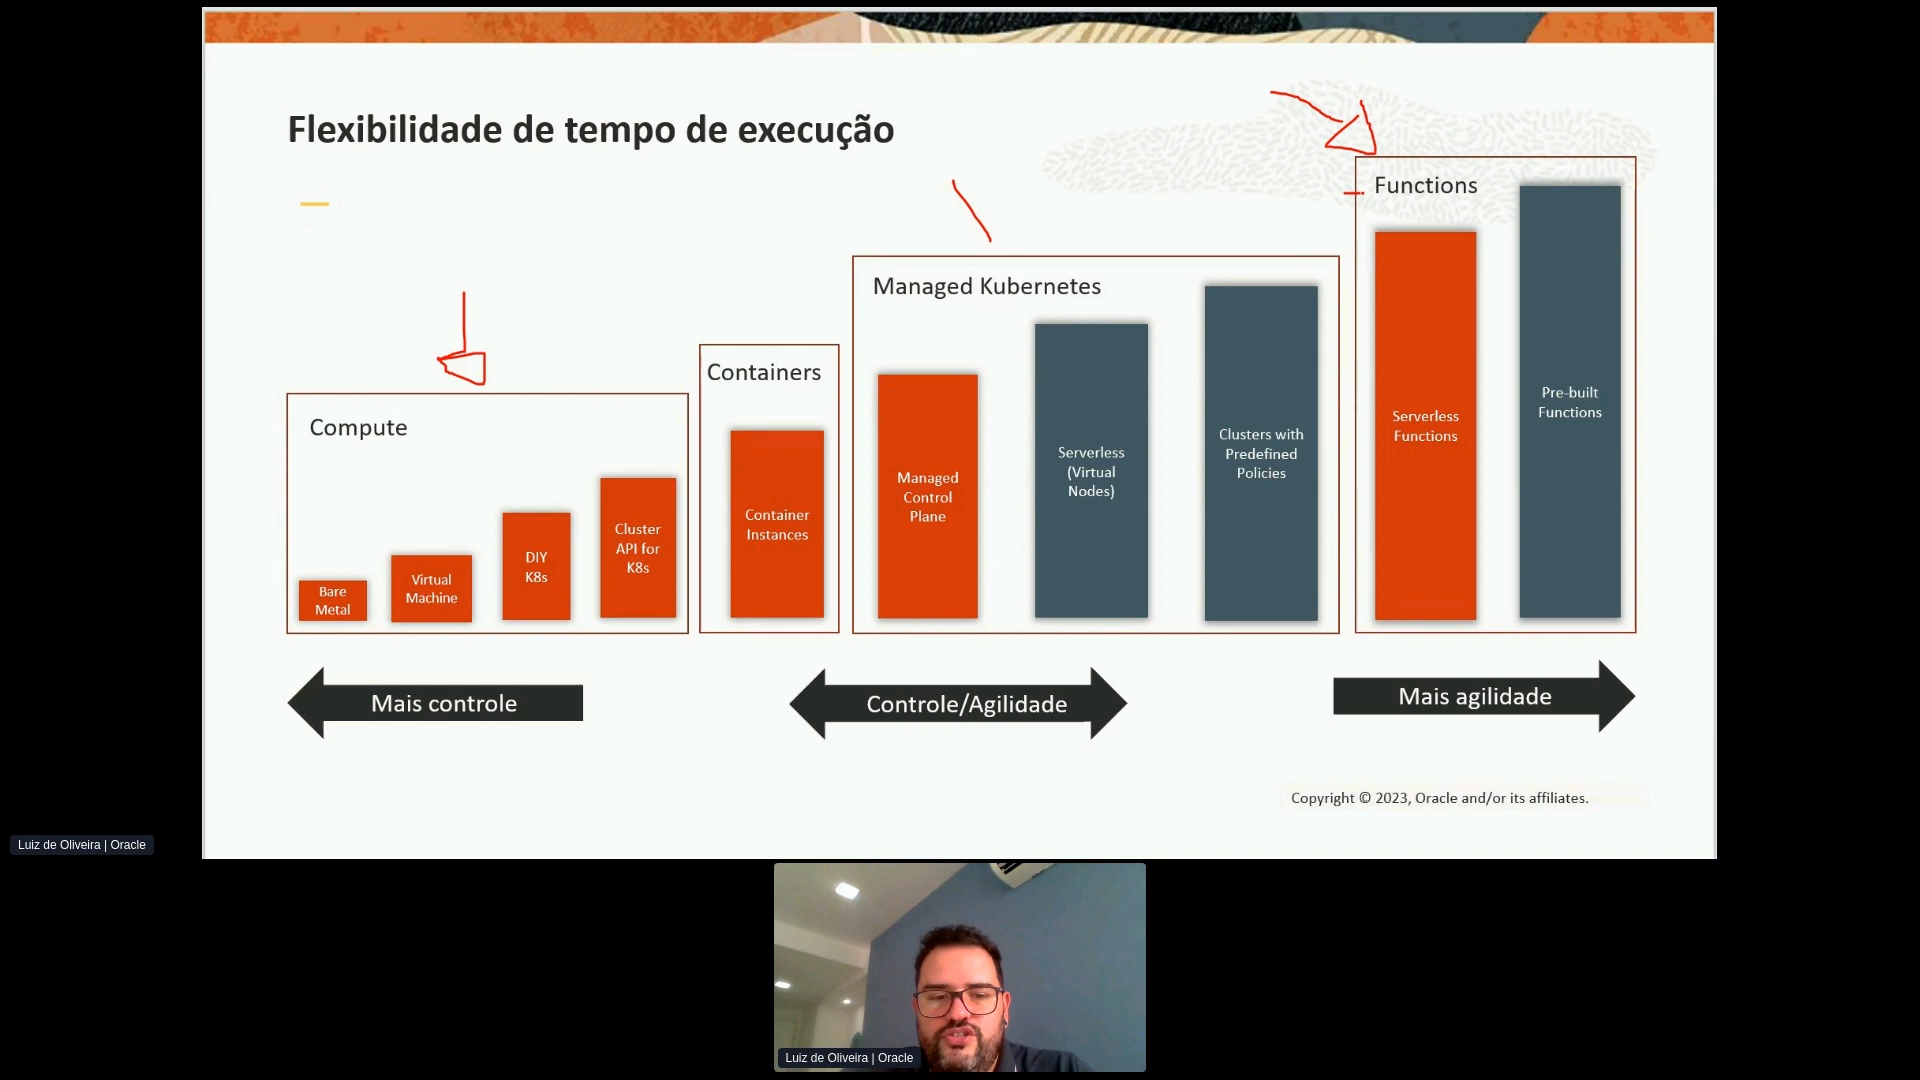 Flexibilidade de tempo de execução
Functions
Managed Kubernetes
Containers
Compute
Bare
Metal
Virtual
Machine
DIY
K8s
Cluster
API for
K8s
Container
Instances
Managed
Control
Plane
Serverless
(Virtual
Nodes)
Clusters with
Predefined
Policies
Serverless
Functions
Pre-built
Functions
Mais controle
Controle/Agilidade
Mais agilidade
Copyright © 2023, Oracle and/or its affiliates.
Luiz de Oliveira | Oracle
Luiz de Oliveira | Oracle